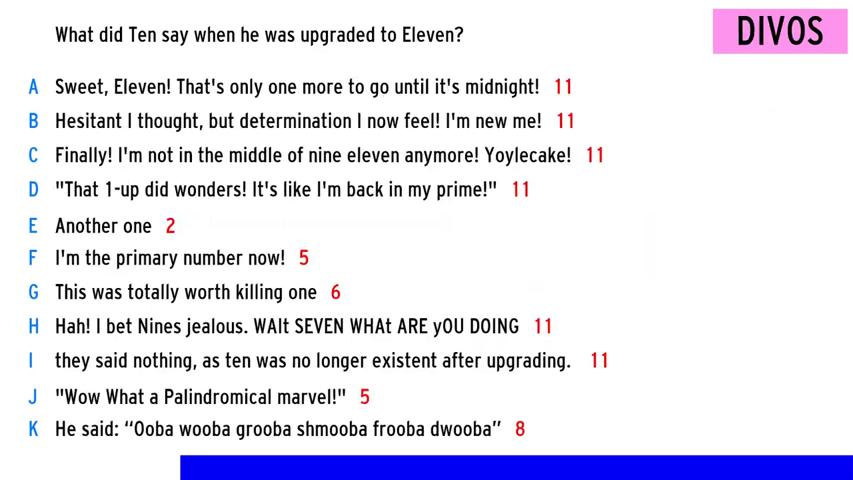 What did Ten say when he was upgraded to Eleven?
DIVOS
A Sweet, Eleven! That's only one more to go until it's midnight! 11
B Hesitant I thought, but determination I now feel! I'm new me! 11
C Finally! I'm not in the middle of nine eleven anymore! Yoylecake! 11
D "That 1-up did wonders! It's like I'm back in my prime!" 11
E Another one 2
F I'm the primary number now! 5
G This was totally worth killing one 6
H Hah! I bet Nines jealous. WAIt SEVEN WHAt ARE yOU DOING 11
I they said nothing, as ten was no longer existent after upgrading. 11
J "Wow What a Palindromical marvel!" 5
K He said: “Ooba wooba grooba shmooba frooba dwooba” 8